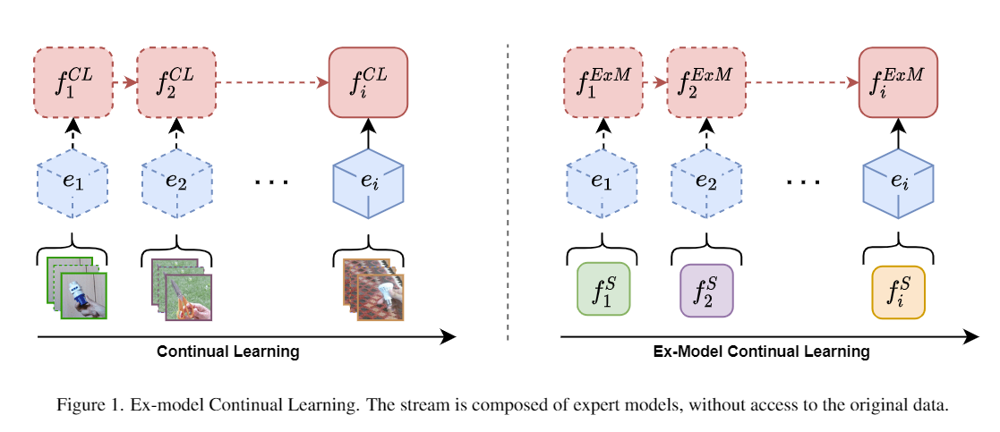 f_1^{CL} f_2^{CL} f_i^{CL} f_1^{ExM} f_2^{ExM} f_i^{ExM}
e_1 e_2 ... e_i e_1 e_2 ... e_i
f_1^S f_2^S f_i^S
Continual Learning Ex-Model Continual Learning
Figure 1. Ex-model Continual Learning. The stream is composed of expert models, without access to the original data.